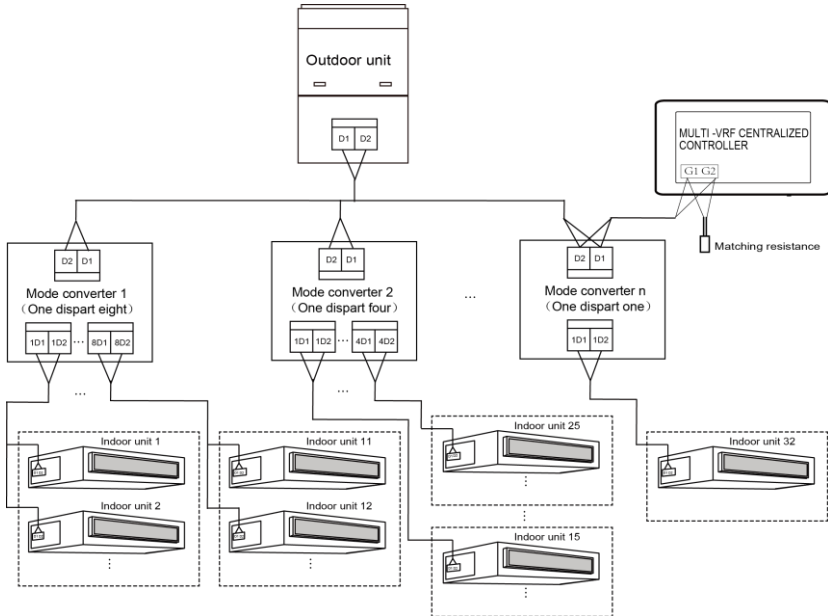 Outdoor unit
D1 D2
MULTI -VRF CENTRALIZED
CONTROLLER
G1 G2
Matching resistance
D2 D1
Mode converter 1
（One dispart eight）
1D1 1D2 ... 8D1 8D2
...
D2 D1
Mode converter 2
（One dispart four）
1D1 1D2 ... 4D1 4D2
...
...
D2 D1
Mode converter n
（One dispart one）
1D1 1D2
Indoor unit 1
Indoor unit 2
Indoor unit 11
Indoor unit 12
Indoor unit 25
Indoor unit 15
Indoor unit 32